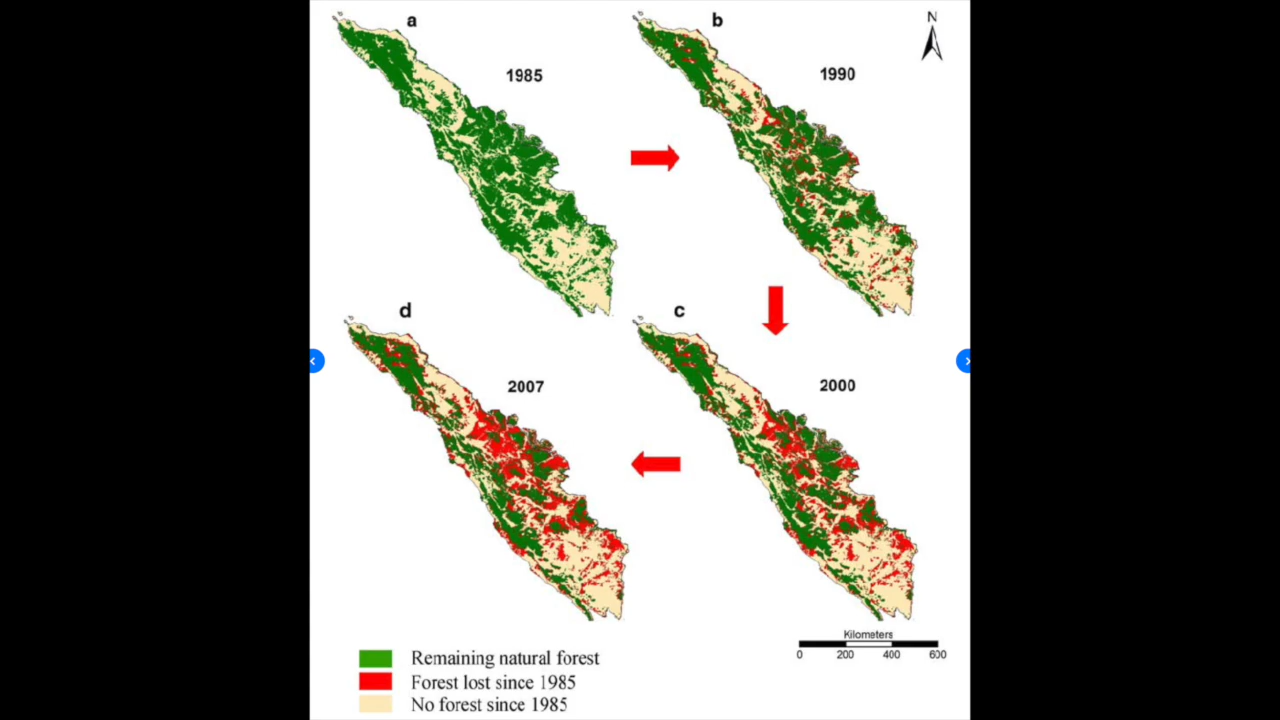 a
b
N
1985
1990
d
c
2007
2000
Kilometers
0 200 400 600
Remaining natural forest
Forest lost since 1985
No forest since 1985